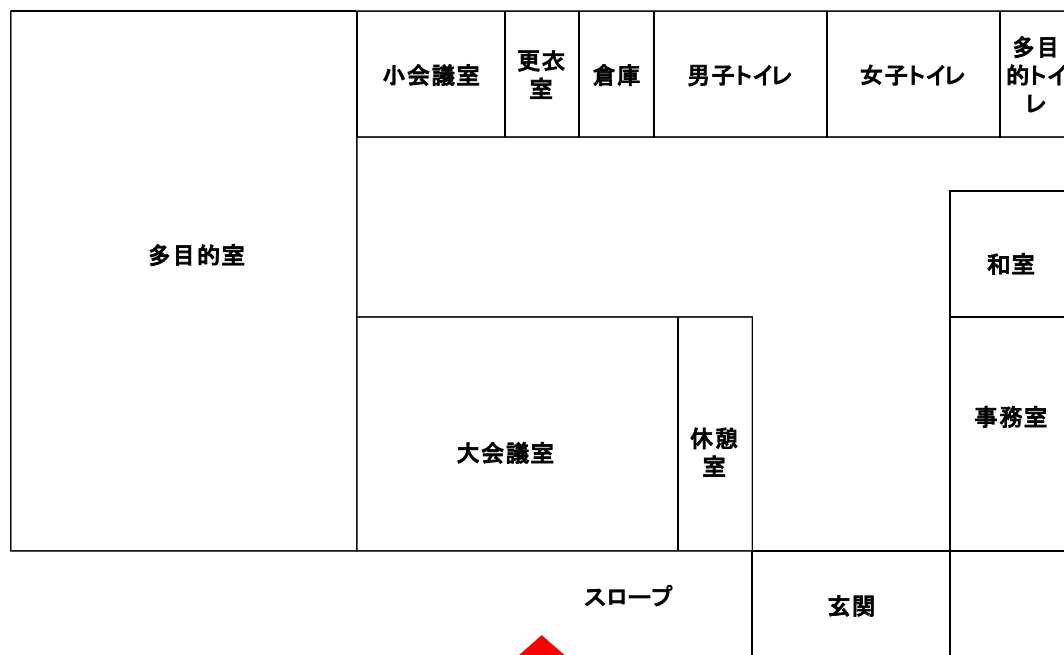 小会議室
更衣
室
倉庫
男子トイレ
女子トイレ
多目
的トイ
レ
多目的室
和室
大会議室
休憩
室
事務室
スロープ
玄関